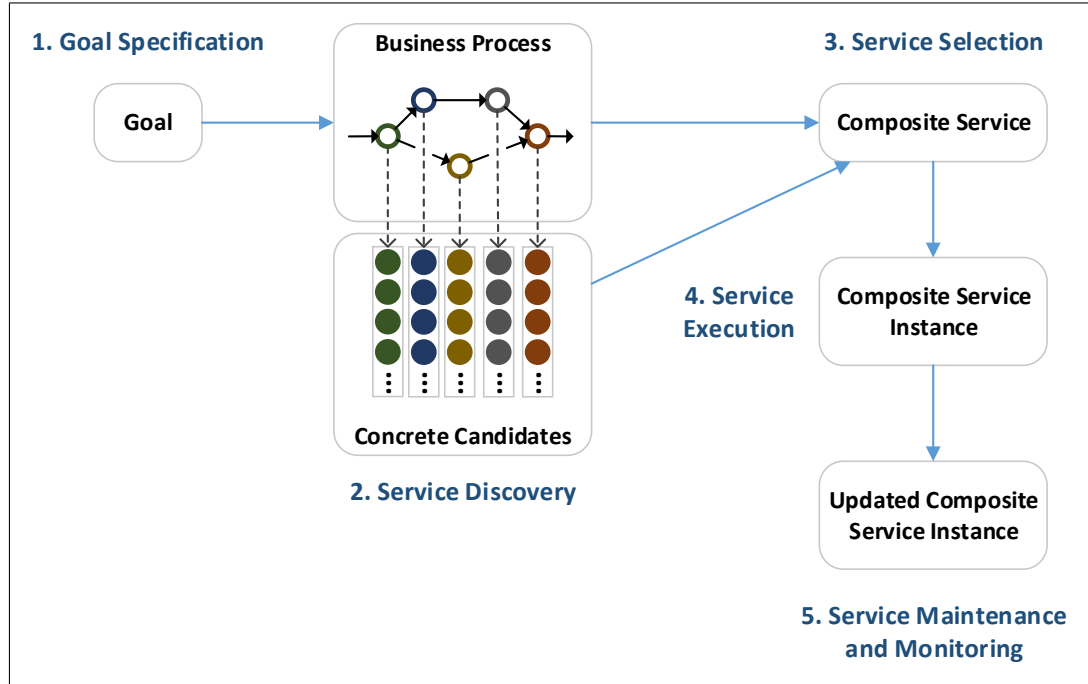 1. Goal Specification
Business Process
3. Service Selection
Goal
Composite Service
4. Service
Execution
Composite Service
Instance
Concrete Candidates
2. Service Discovery
Updated Composite
Service Instance
5. Service Maintenance
and Monitoring